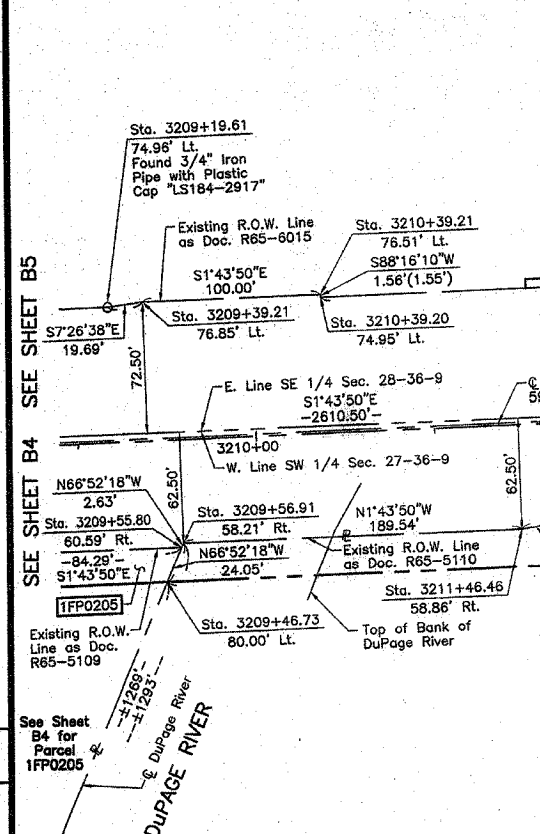 Sta. 3209+19.61
74.96' Lt.
Found 3/4" Iron
Pipe with Plastic
Cap "LS184-2917"
Existing R.O.W. Line
as Doc. R65-6015
Sta. 3210+39.21
76.51' Lt.
S88°16'10"W
1.56'(1.55')
S1°43'50"E
100.00'
SEE SHEET B5
S7°26'38"E
19.69'
Sta. 3209+39.21
76.85' Lt.
Sta. 3210+39.20
74.95' Lt.
72.50'
E. Line SE 1/4 Sec. 28-36-9
S1°43'50"E
-2610.50'-
3210+00
W. Line SW 1/4 Sec. 27-36-9
SEE SHEET B4
N66°52'18"W
2.63'
62.50'
62.50'
Sta. 3209+55.80
60.59' Rt.
-84.29'-
S1°43'50"E
Sta. 3209+56.91
58.21' Rt.
N66°52'18"W
24.05'
N1°43'50"W
189.54'
Existing R.O.W. Line
as Doc. R65-5110
1FP0205
Sta. 3211+46.46
58.86' Rt.
Existing R.O.W.
Line as Doc.
R65-5109
Sta. 3209+46.73
80.00' Lt.
Top of Bank of
DuPage River
-±1269'-
-±1293'-
See Sheet
B4 for
Parcel
1FP0205
℄ DuPage River
DuPAGE RIVER